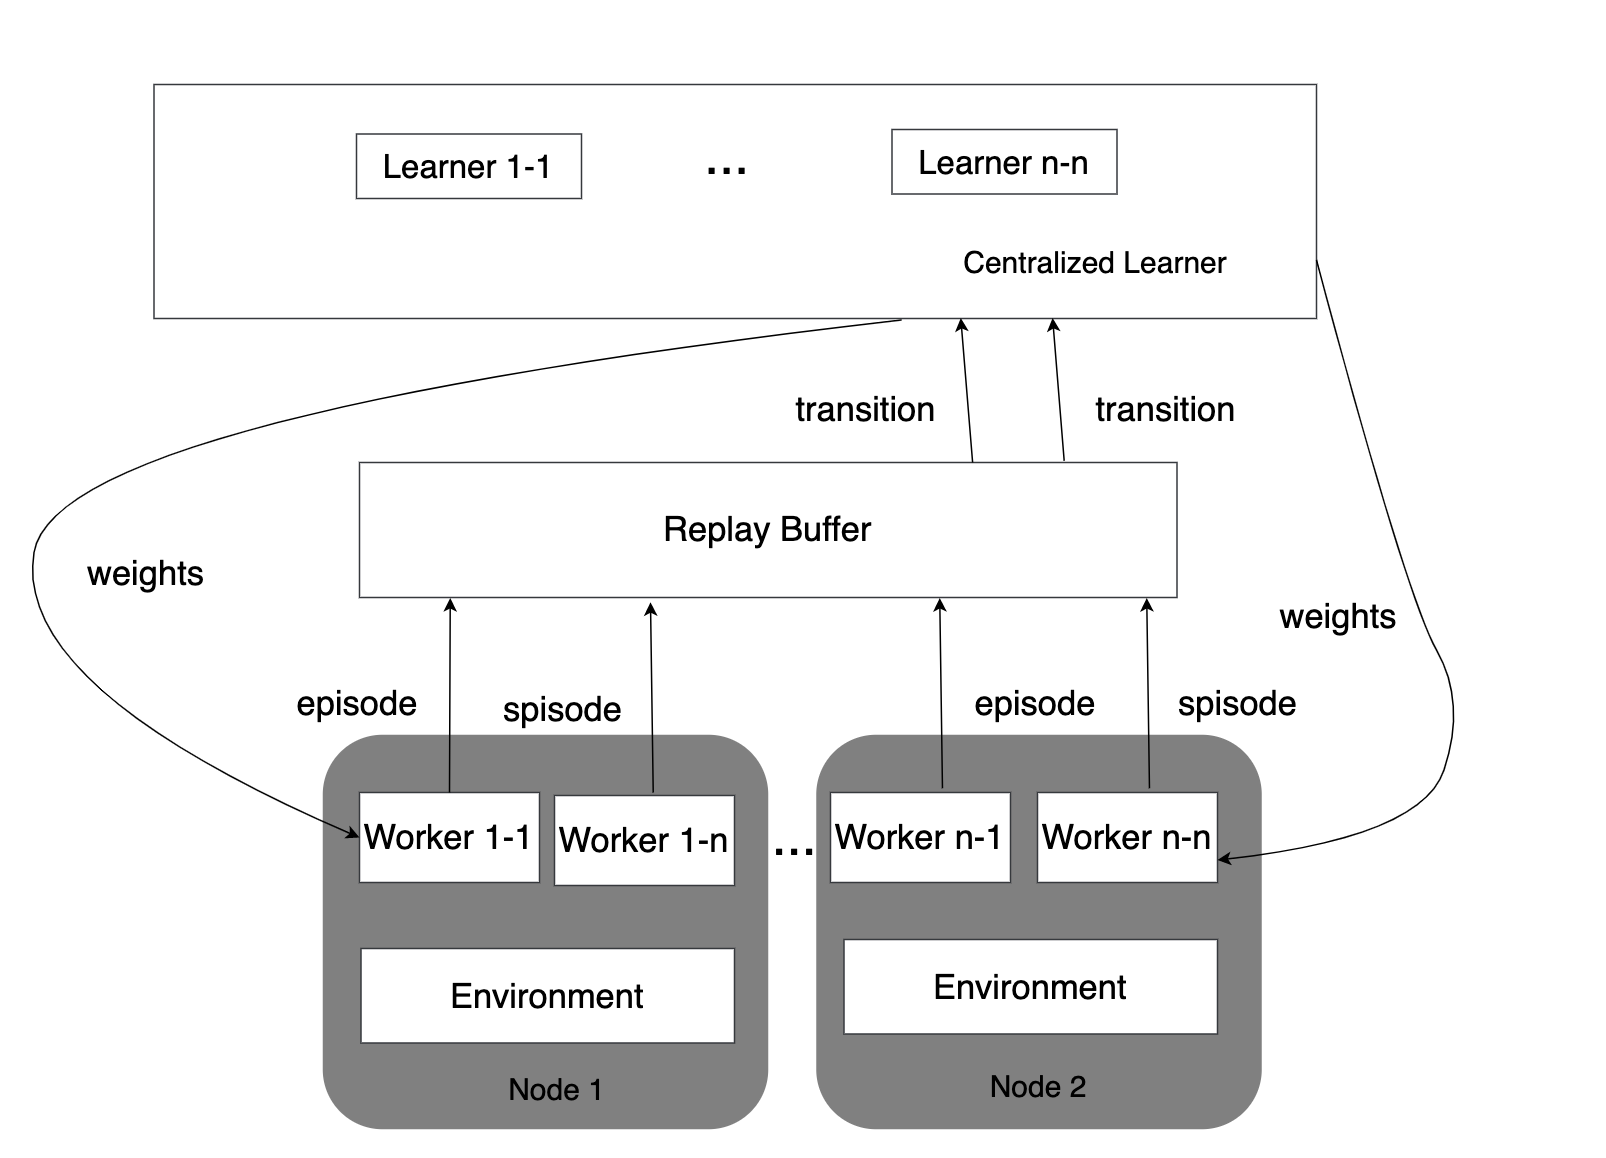 Learner 1-1
...
Learner n-n
Centralized Learner
transition
transition
Replay Buffer
weights
weights
episode
spisode
episode
spisode
Worker 1-1
Worker 1-n
...
Worker n-1
Worker n-n
Environment
Environment
Node 1
Node 2